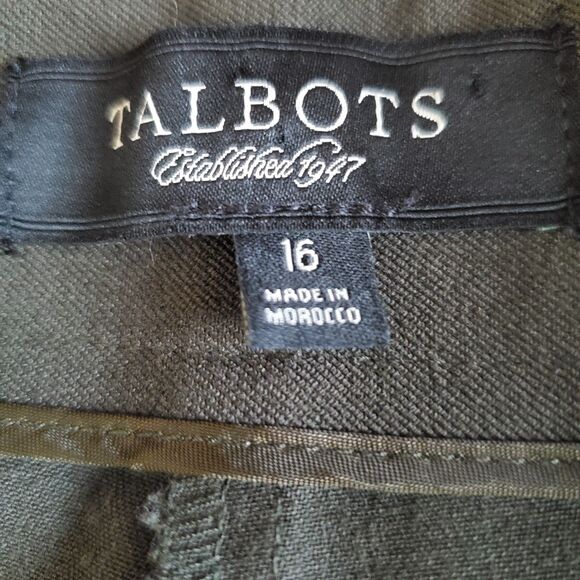 TALBOTS
Established 1947
16
MADE IN
MOROCCO